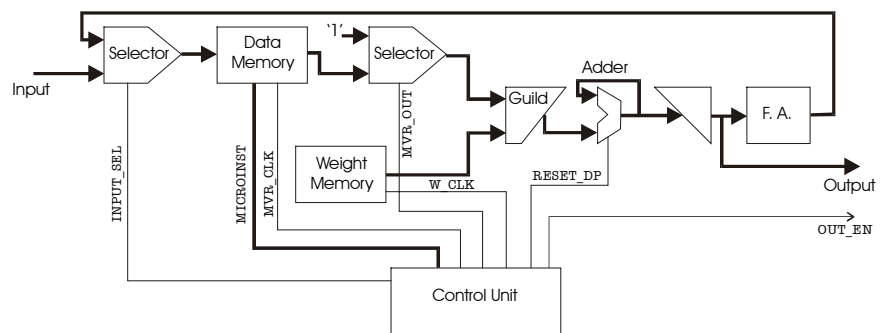 Input
Selector
Data
Memory
'1'
Selector
Guild
Adder
F. A.
Output
Weight
Memory
INPUT_SEL
MICROINST
MVR_CLK
MVR_OUT
W_CLK
RESET_DP
OUT_EN
Control Unit